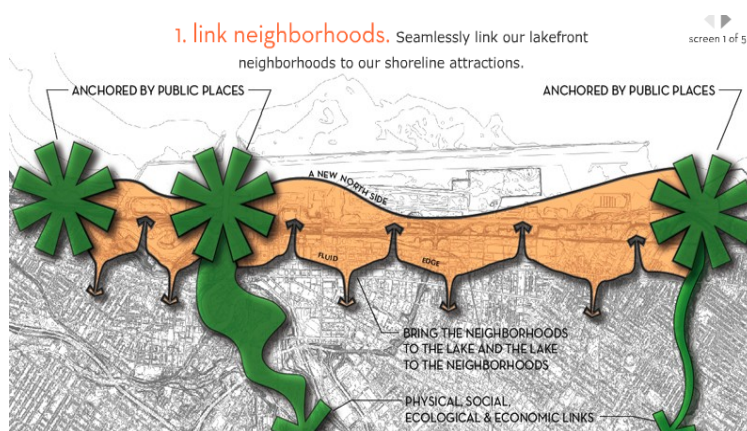 1. link neighborhoods. Seamlessly link our lakefront
neighborhoods to our shoreline attractions.
screen 1 of 5
ANCHORED BY PUBLIC PLACES
ANCHORED BY PUBLIC PLACES
A NEW NORTH SIDE
FLUID
EDGE
BRING THE NEIGHBORHOODS
TO THE LAKE AND THE LAKE
TO THE NEIGHBORHOODS
PHYSICAL, SOCIAL,
ECOLOGICAL & ECONOMIC LINKS